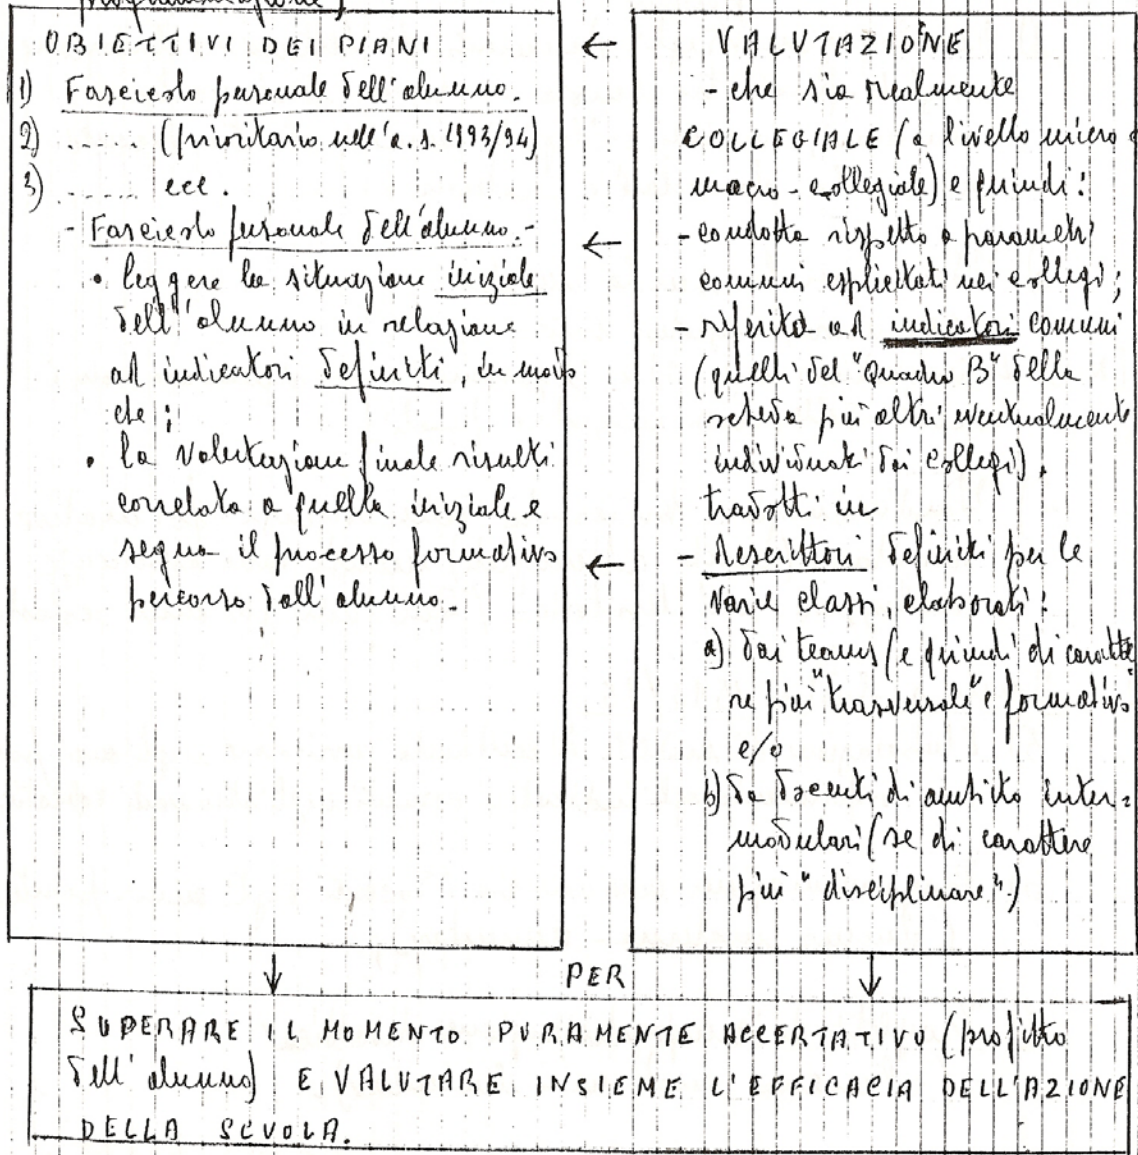 programmazione)
OBIETTIVI DEI PIANI
1) Fascicolo personale dell'alunno.
2) ..... (prioritario nell'a.s. 1993/94)
3) ..... ecc.
- Fascicolo personale dell'alunno.-
• leggere la situazione iniziale
dell'alunno in relazione
ad indicatori definiti, in modo
che:
• la valutazione finale risulti
correlata a quella iniziale e
segua il processo formativo
percorso dall'alunno.-
← VALUTAZIONE
- che sia realmente
COLLEGIALE (a livello micro e
macro-collegiale) e quindi:
← - condotta rispetto a parametri
comuni esplicitati nei collegi;
- riferita ad indicatori comuni
(quelli del "Quadro B" della
scheda più altri eventualmente
individuati dai collegi).
tradotti in
← - descrittori definiti per le
varie classi, elaborati:
a) dai teams (e quindi di caratte
re più "trasversale" e formativo"
e/o
b) da docenti di ambito inter=
modulari (se di carattere
più "disciplinare".)
↓ PER ↓
SUPERARE IL MOMENTO PURAMENTE ACCERTATIVO (profitto
dell'alunno) E VALUTARE INSIEME L'EFFICACIA DELL'AZIONE
DELLA SCUOLA.